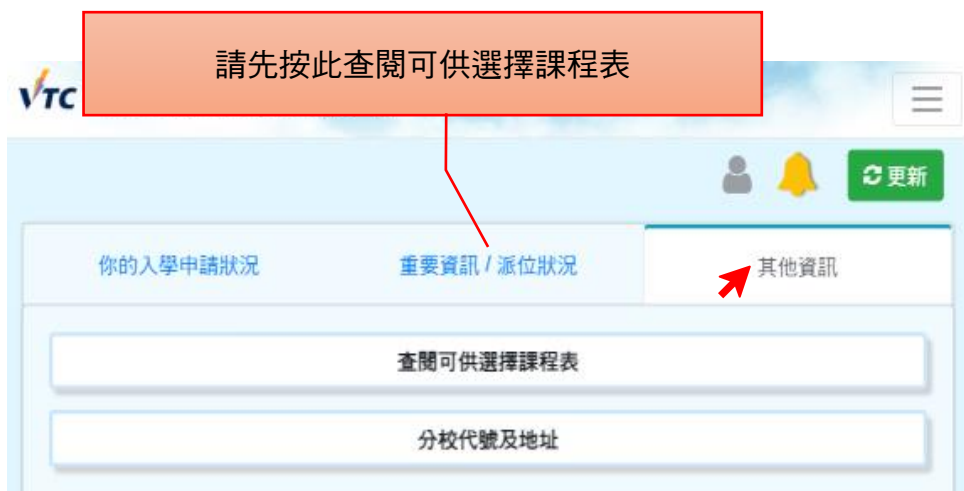 請先按此查閱可供選擇課程表
VTC
更新
你的入學申請狀況
重要資訊 / 派位狀況
其他資訊
查閱可供選擇課程表
分校代號及地址